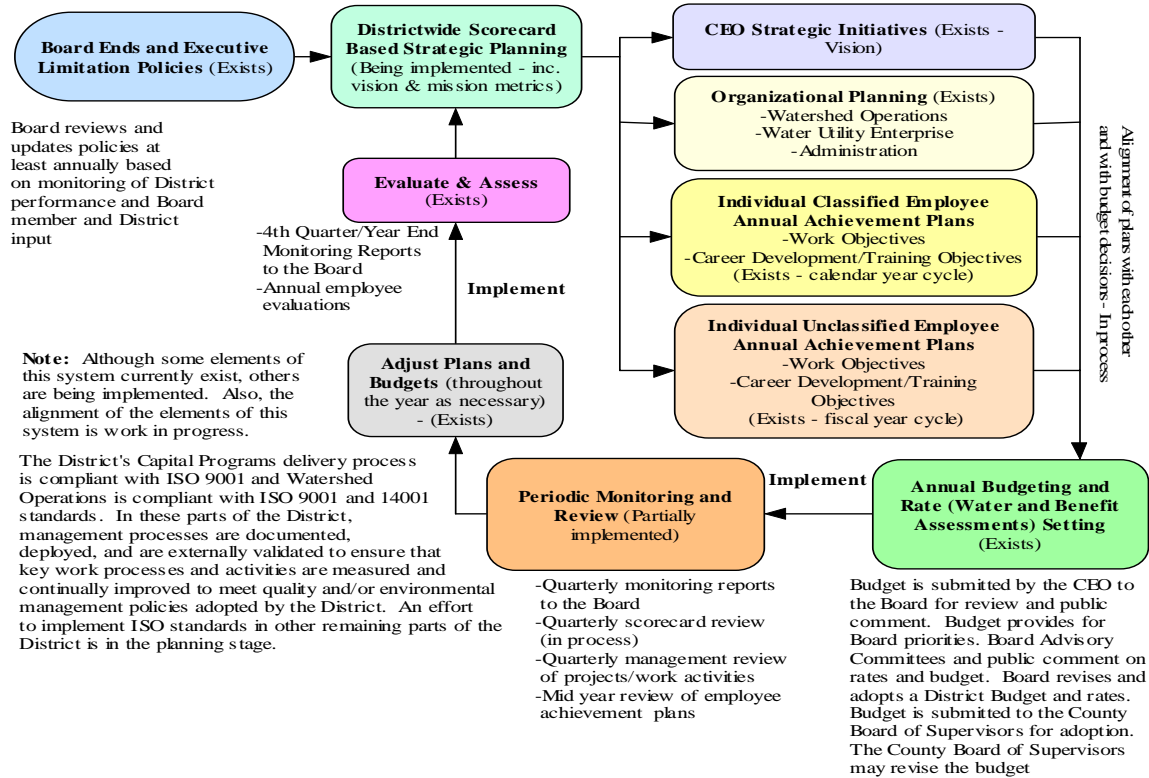 Board Ends and Executive
Limitation Policies (Exists)
Board reviews and
updates policies at
least annually based
on monitoring of District
performance and Board
member and District
input
Districtwide Scorecard
Based Strategic Planning
(Being implemented - inc.
vision & mission metrics)
Evaluate & Assess
(Exists)
-4th Quarter/Year End
Monitoring Reports
to the Board
-Annual employee
evaluations
Implement
Adjust Plans and
Budgets (throughout
the year as necessary)
- (Exists)
CEO Strategic Initiatives (Exists -
Vision)
Organizational Planning (Exists)
-Watershed Operations
-Water Utility Enterprise
-Administration
Individual Classified Employee
Annual Achievement Plans
-Work Objectives
-Career Development/Training Objectives
(Exists - calendar year cycle)
Individual Unclassified Employee
Annual Achievement Plans
-Work Objectives
-Career Development/Training
Objectives
(Exists - fiscal year cycle)
Alignment of plans with each other
and with budget decisions - In process
Note: Although some elements of
this system currently exist, others
are being implemented. Also, the
alignment of the elements of this
system is work in progress.
The District's Capital Programs delivery process
is compliant with ISO 9001 and Watershed
Operations is compliant with ISO 9001 and 14001
standards. In these parts of the District,
management processes are documented,
deployed, and are externally validated to ensure that
key work processes and activities are measured and
continually improved to meet quality and/or environmental
management policies adopted by the District. An effort
to implement ISO standards in other remaining parts of the
District is in the planning stage.
Periodic Monitoring and
Review (Partially
implemented)
-Quarterly monitoring reports
to the Board
-Quarterly scorecard review
(in process)
-Quarterly management review
of projects/work activities
-Mid year review of employee
achievement plans
Implement
Annual Budgeting and
Rate (Water and Benefit
Assessments) Setting
(Exists)
Budget is submitted by the CEO to
the Board for review and public
comment. Budget provides for
Board priorities. Board Advisory
Committees and public comment on
rates and budget. Board revises and
adopts a District Budget and rates.
Budget is submitted to the County
Board of Supervisors for adoption.
The County Board of Supervisors
may revise the budget